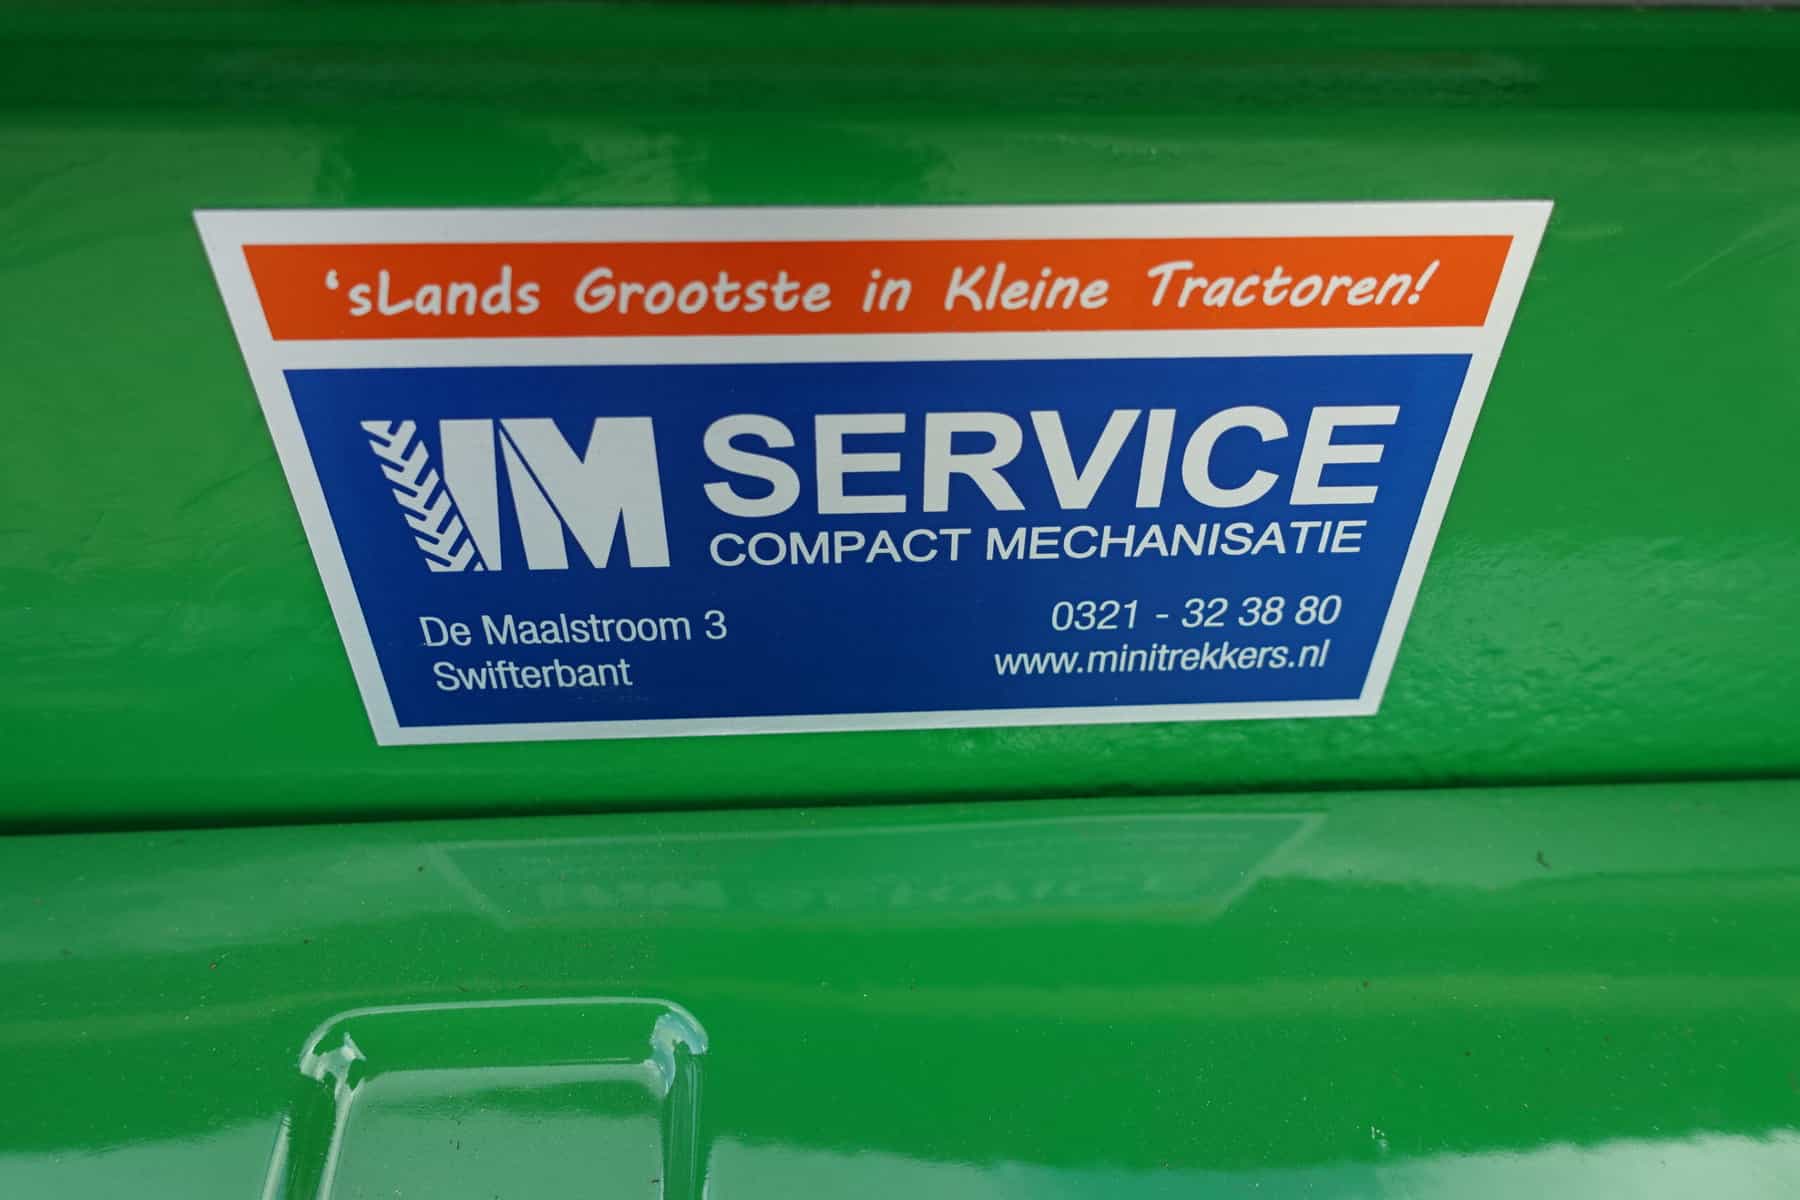 ‘sLands Grootste in Kleine Tractoren!
IM SERVICE
COMPACT MECHANISATIE
De Maalstroom 3
Swifterbant
0321 - 32 38 80
www.minitrekkers.nl